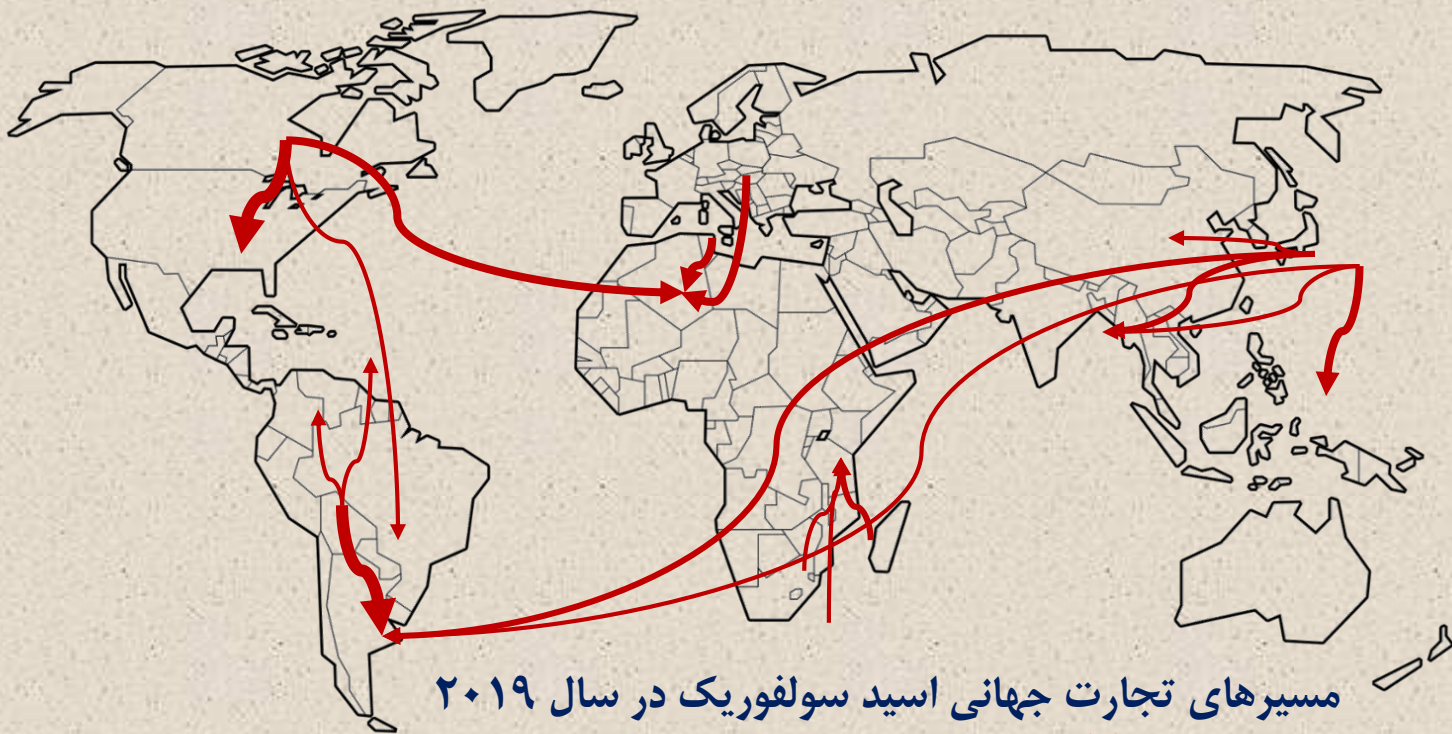 مسیرهای تجارت جهانی اسید سولفوریک در سال ۲۰۱۹